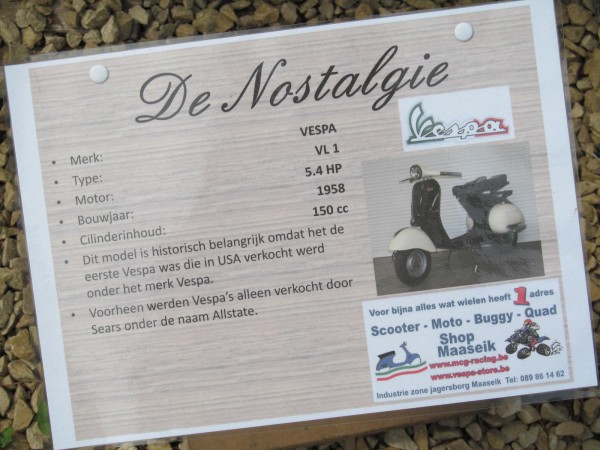 De Nostalgie
• Merk: VESPA
• Type: VL 1
• Motor: 5.4 HP
• Bouwjaar: 1958
• Cilinderinhoud: 150 cc
• Dit model is historisch belangrijk omdat het de
eerste Vespa was die in USA verkocht werd
onder het merk Vespa.
• Voorheen werden Vespa's alleen verkocht door
Sears onder de naam Allstate.
Vespa
Voor bijna alles wat wielen heeft 1 adres
Scooter - Moto - Buggy - Quad
Shop
Maaseik
www.mcg-racing.be
www.vespa-store.be
Industrie zone jagersborg Maaseik Tel: 089 86 14 62